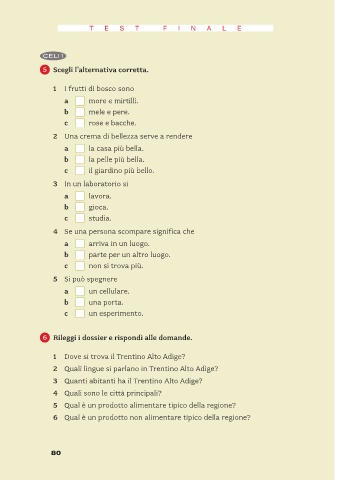 TEST FINALE
CELI 1
5 Scegli l'alternativa corretta.
1 I frutti di bosco sono
a more e mirtilli.
b mele e pere.
c rose e bacche.
2 Una crema di bellezza serve a rendere
a la casa più bella.
b la pelle più bella.
c il giardino più bello.
3 In un laboratorio si
a lavora.
b gioca.
c studia.
4 Se una persona scompare significa che
a arriva in un luogo.
b parte per un altro luogo.
c non si trova più.
5 Si può spegnere
a un cellulare.
b una porta.
c un esperimento.
6 Rileggi i dossier e rispondi alle domande.
1 Dove si trova il Trentino Alto Adige?
2 Quali lingue si parlano in Trentino Alto Adige?
3 Quanti abitanti ha il Trentino Alto Adige?
4 Quali sono le città principali?
5 Qual è un prodotto alimentare tipico della regione?
6 Qual è un prodotto non alimentare tipico della regione?
80